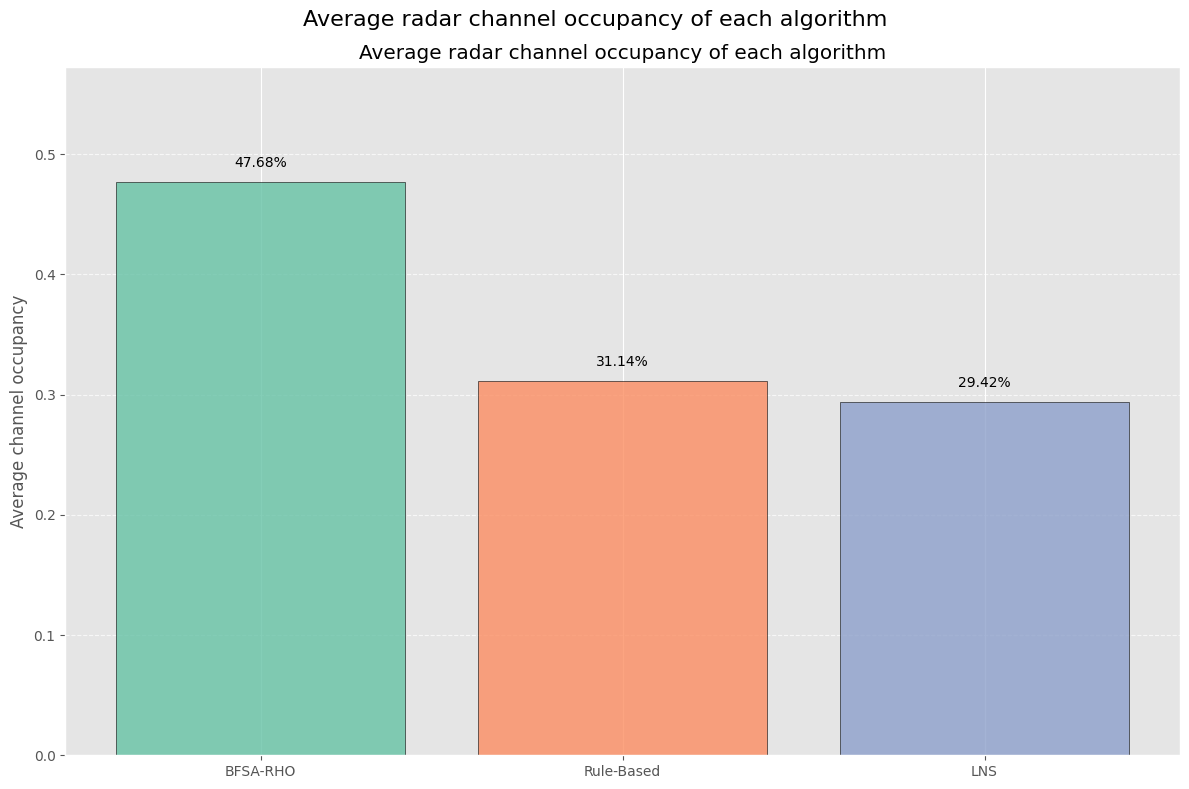 Average radar channel occupancy of each algorithm
Average radar channel occupancy of each algorithm
Average channel occupancy
0.5
0.4
0.3
0.2
0.1
0.0
47.68%
31.14%
29.42%
BFSA-RHO
Rule-Based
LNS